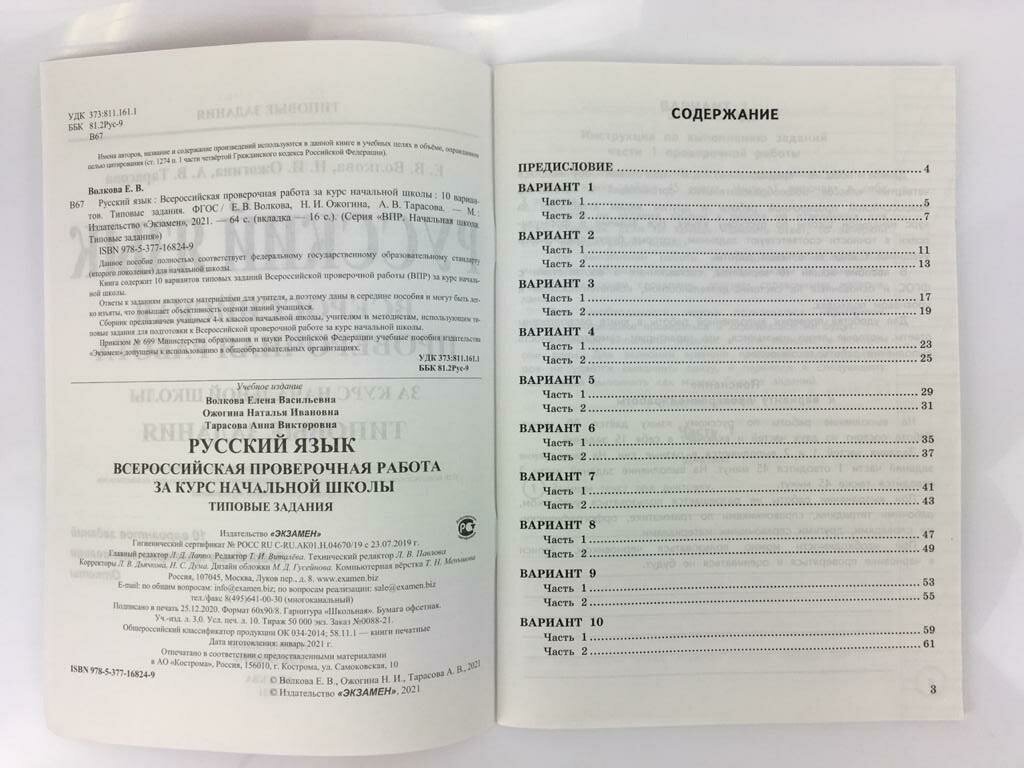 УДК 373:811.161.1
ББК 81.2Рус-9
В67
Имена авторов, название и содержание произведений используются в данной книге в учебных целях в объёме, оправданном
целью цитирования (ст. 1274 п. 1 части четвёртой Гражданского кодекса Российской Федерации).
Волкова Е. В.
В67 Русский язык : Всероссийская проверочная работа за курс начальной школы : 10 вариан-
тов. Типовые задания. ФГОС / Е. В. Волкова, Н. И. Ожогина, А. В. Тарасова. — М. :
Издательство «Экзамен», 2021. — 64 с. (вкладка — 16 с.). (Серия «ВПР. Начальная школа.
Типовые задания»)
ISBN 978-5-377-16824-9
Данное пособие полностью соответствует федеральному государственному образовательному стандарту
(второго поколения) для начальной школы.
Книга содержит 10 вариантов типовых заданий Всероссийской проверочной работы (ВПР) за курс началь-
ной школы.
Ответы к заданиям являются материалами для учителя, а поэтому даны в середине пособия и могут быть лег-
ко изъяты, что повышает объективность оценки знаний учащихся.
Сборник предназначен учащимся 4-х классов начальной школы, учителям и методистам, использующим ти-
повые задания для подготовки к Всероссийской проверочной работе за курс начальной школы.
Приказом № 699 Министерства образования и науки Российской Федерации учебные пособия издательства
«Экзамен» допущены к использованию в общеобразовательных организациях.
УДК 373:811.161.1
ББК 81.2Рус-9
Учебное издание
Волкова Елена Васильевна
Ожогина Наталья Ивановна
Тарасова Анна Викторовна
РУССКИЙ ЯЗЫК
ВСЕРОССИЙСКАЯ ПРОВЕРОЧНАЯ РАБОТА
ЗА КУРС НАЧАЛЬНОЙ ШКОЛЫ
ТИПОВЫЕ ЗАДАНИЯ
Издательство «ЭКЗАМЕН»
Гигиенический сертификат № РОСС RU C-RU.АК01.Н.04670/19 с 23.07.2019 г.
Главный редактор Л. Д. Лаппо. Редактор Т. И. Виталёва. Технический редактор Л. В. Павлова
Корректоры Л. В. Дьячкова, Н. С. Дума. Дизайн обложки М. Д. Гусейнова. Компьютерная вёрстка Т. Н. Меньшова
Россия, 107045, Москва, Луков пер., д. 8. www.examen.biz
E-mail: по общим вопросам: info@examen.biz; по вопросам реализации: sale@examen.biz
тел./факс 8(495)641-00-30 (многоканальный)
Подписано в печать 25.12.2020. Формат 60х90/8. Гарнитура «Школьная». Бумага офсетная.
Уч.-изд. л. 3,0. Усл. печ. л. 10. Тираж 50 000 экз. Заказ №0088-21.
Общероссийский классификатор продукции ОК 034-2014; 58.11.1 — книги печатные
Дата изготовления: январь 2021 г.
Отпечатано в соответствии с предоставленными материалами
в АО «Кострома», Россия, 156010, г. Кострома, ул. Самоковская, 10
ISBN 978-5-377-16824-9
© Волкова Е. В., Ожогина Н. И., Тарасова А. В., 2021
© Издательство «ЭКЗАМЕН», 2021
СОДЕРЖАНИЕ
ПРЕДИСЛОВИЕ 4
ВАРИАНТ 1
Часть 1 5
Часть 2 7
ВАРИАНТ 2
Часть 1 11
Часть 2 13
ВАРИАНТ 3
Часть 1 17
Часть 2 19
ВАРИАНТ 4
Часть 1 23
Часть 2 25
ВАРИАНТ 5
Часть 1 29
Часть 2 31
ВАРИАНТ 6
Часть 1 35
Часть 2 37
ВАРИАНТ 7
Часть 1 41
Часть 2 43
ВАРИАНТ 8
Часть 1 47
Часть 2 49
ВАРИАНТ 9
Часть 1 53
Часть 2 55
ВАРИАНТ 10
Часть 1 59
Часть 2 61
3